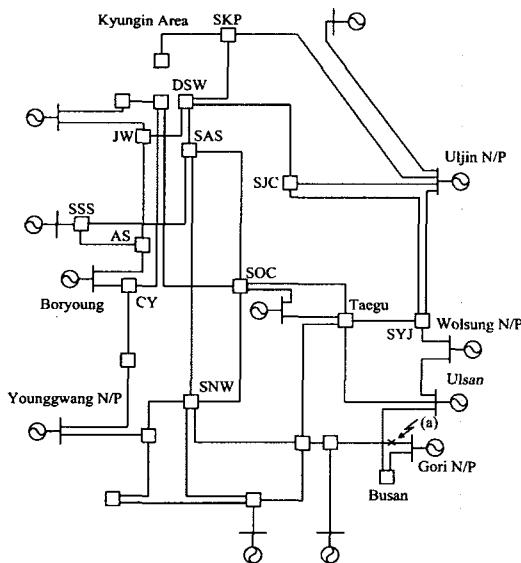 Kyungin Area
SKP
DSW
JW
SAS
Uljin N/P
SJC
SSS
AS
SOC
Boryoung
CY
Taegu
Wolsung N/P
SYJ
SNW
Ulsan
Younggwang N/P
(a)
Gori N/P
Busan